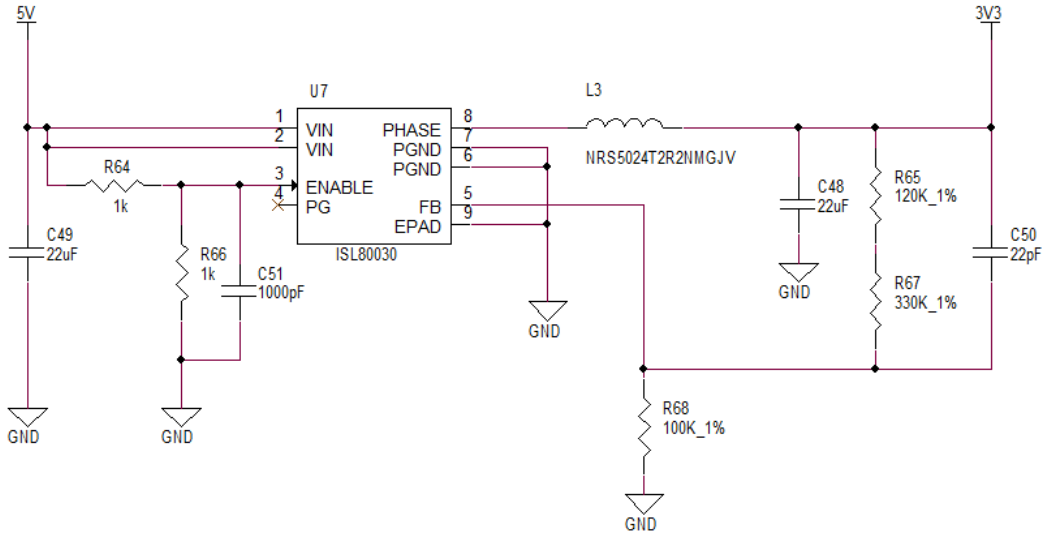 5V
3V3
U7
L3
1
VIN
PHASE
8
2
VIN
PGND
7
PGND
6
NRS5024T2R2NMGJV
R64
1k
3
ENABLE
4
PG
FB
5
EPAD
9
ISL80030
R65
120K_1%
C48
22uF
C49
22uF
R66
1k
C51
1000pF
C50
22pF
GND
R67
330K_1%
GND
GND
GND
R68
100K_1%
GND